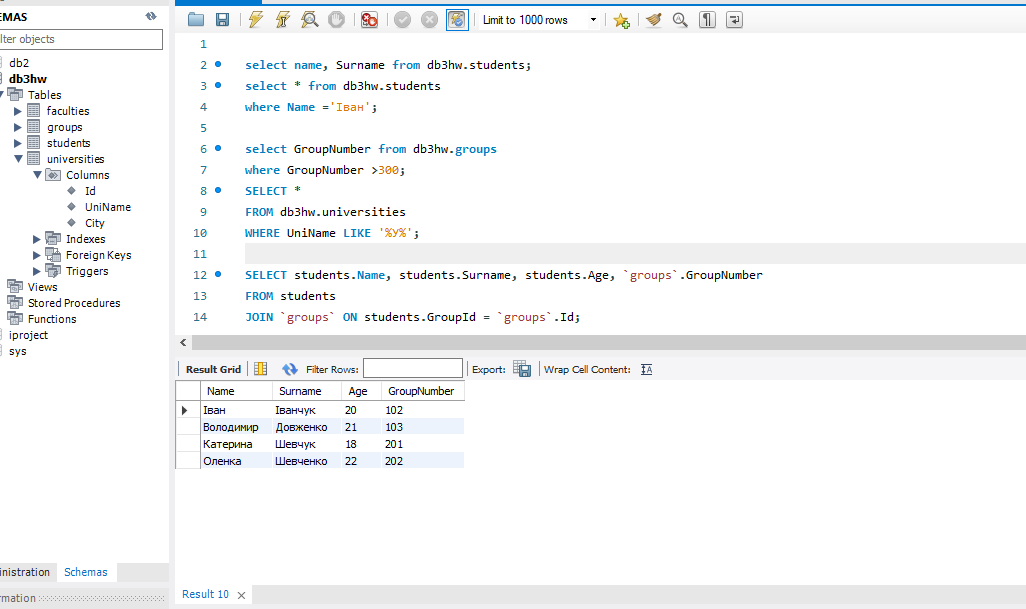 EMAS
lter objects
db2
db3hw
Tables
faculties
groups
students
universities
Columns
Id
UniName
City
Indexes
Foreign Keys
Triggers
Views
Stored Procedures
Functions
iproject
sys
inistration Schemas
rmation
Limit to 1000 rows
1
2 select name, Surname from db3hw.students;
3 select * from db3hw.students
4 where Name ='Іван';
5
6 select GroupNumber from db3hw.groups
7 where GroupNumber >300;
8 SELECT *
9 FROM db3hw.universities
10 WHERE UniName LIKE '%У%';
11
12 SELECT students.Name, students.Surname, students.Age, `groups`.GroupNumber
13 FROM students
14 JOIN `groups` ON students.GroupId = `groups`.Id;
Result Grid Filter Rows: Export: Wrap Cell Content: IA
Name Surname Age GroupNumber
Іван Іванчук 20 102
Володимир Довженко 21 103
Катерина Шевчук 18 201
Оленка Шевченко 22 202
Result 10